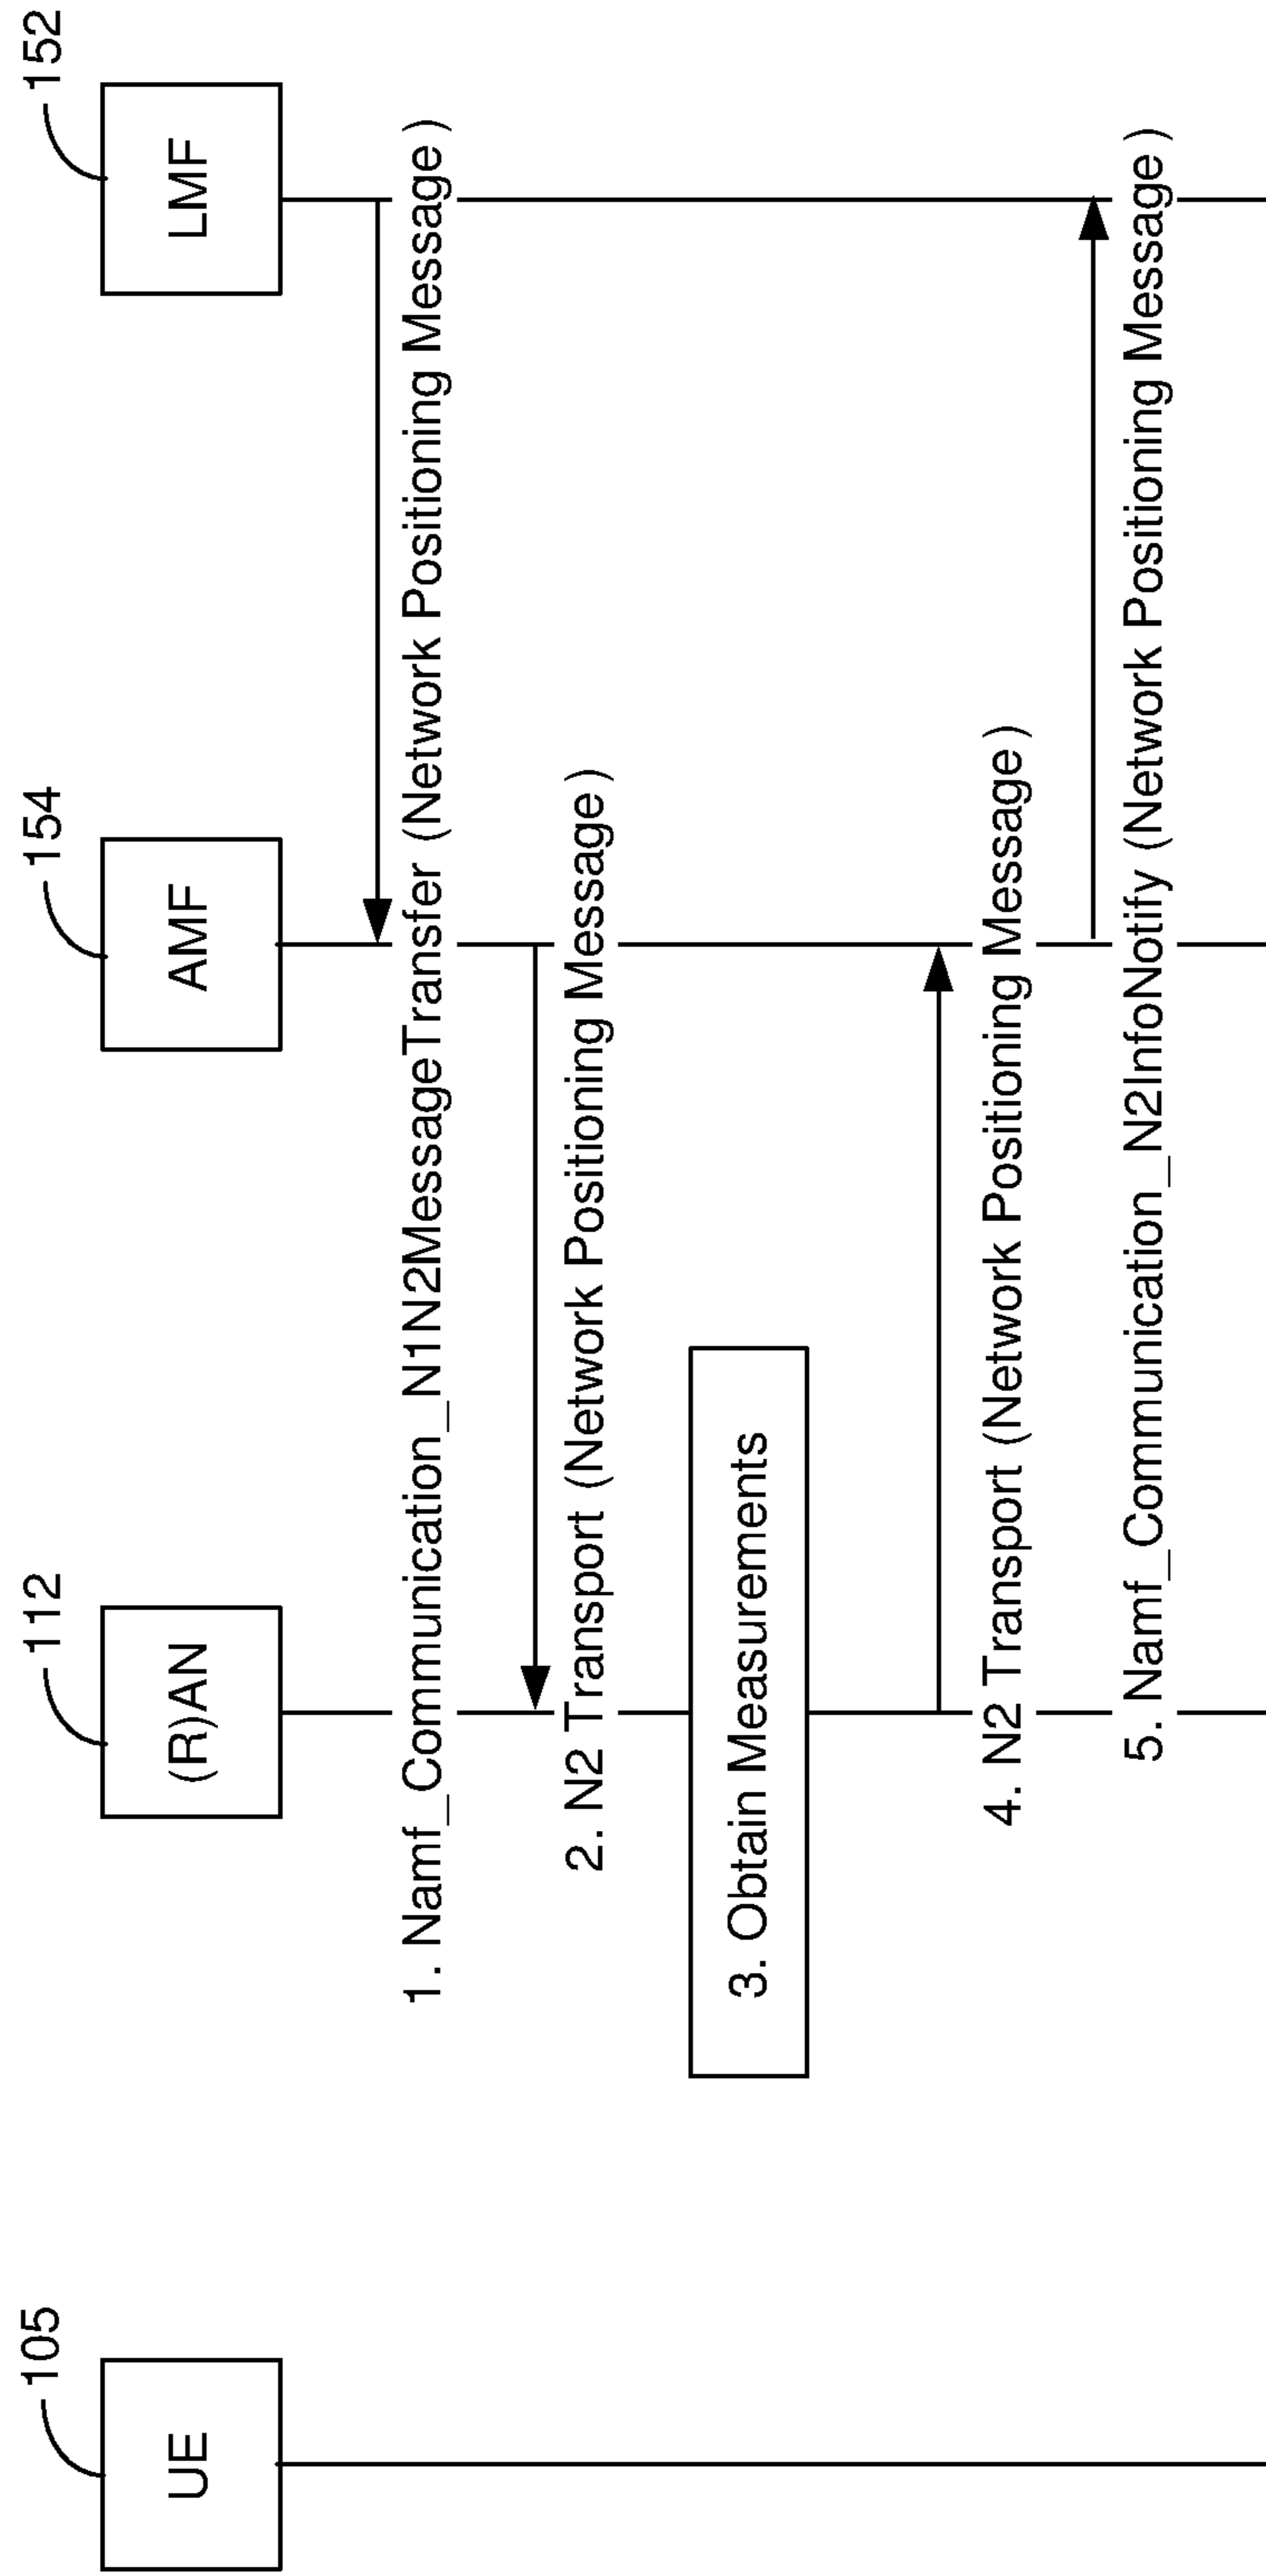 105
112
154
152
UE
(R)AN
AMF
LMF
1. Namf_Communication_N1N2MessageTransfer (Network Positioning Message)
2. N2 Transport (Network Positioning Message)
3. Obtain Measurements
4. N2 Transport (Network Positioning Message)
5. Namf_Communication_N2InfoNotify (Network Positioning Message)